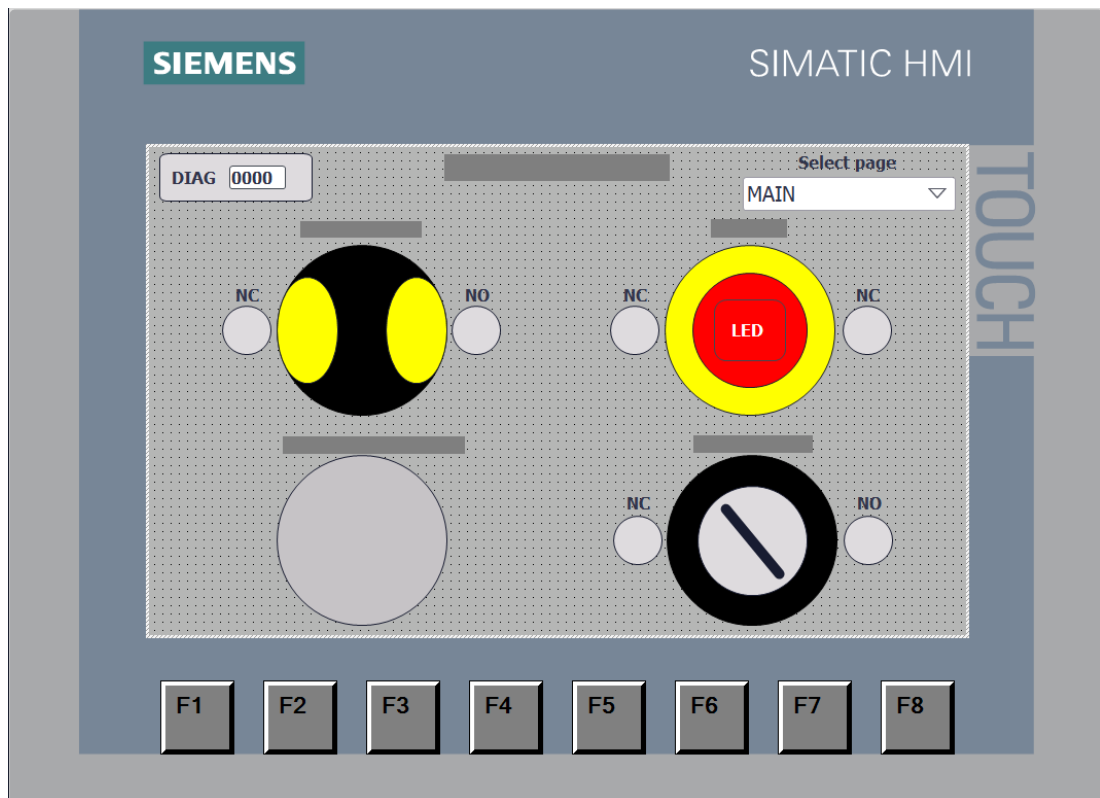 SIEMENS
SIMATIC HMI
TOUCH
DIAG 0000
Select page
MAIN
NC
NO
NC
LED
NC
NC
NO
F1 F2 F3 F4 F5 F6 F7 F8